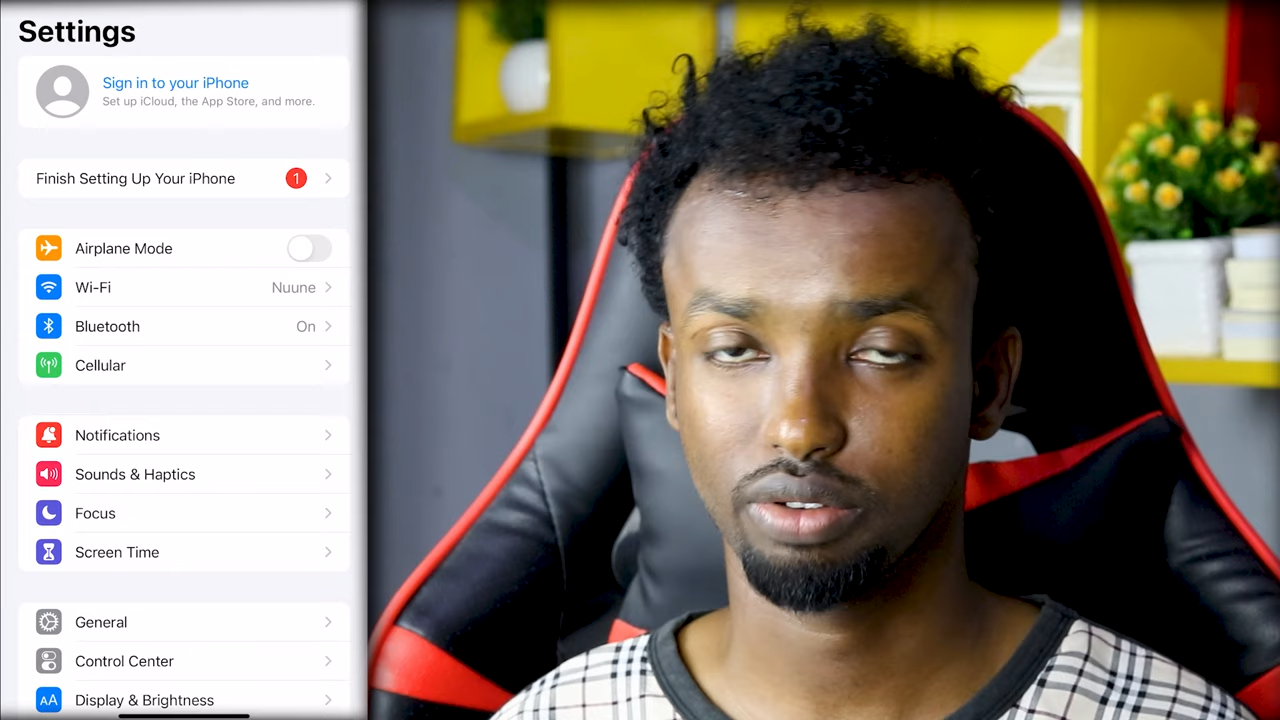 Settings
Sign in to your iPhone
Set up iCloud, the App Store, and more.
Finish Setting Up Your iPhone 1
Airplane Mode
Wi-Fi Nuune
Bluetooth On
Cellular
Notifications
Sounds & Haptics
Focus
Screen Time
General
Control Center
AA Display & Brightness